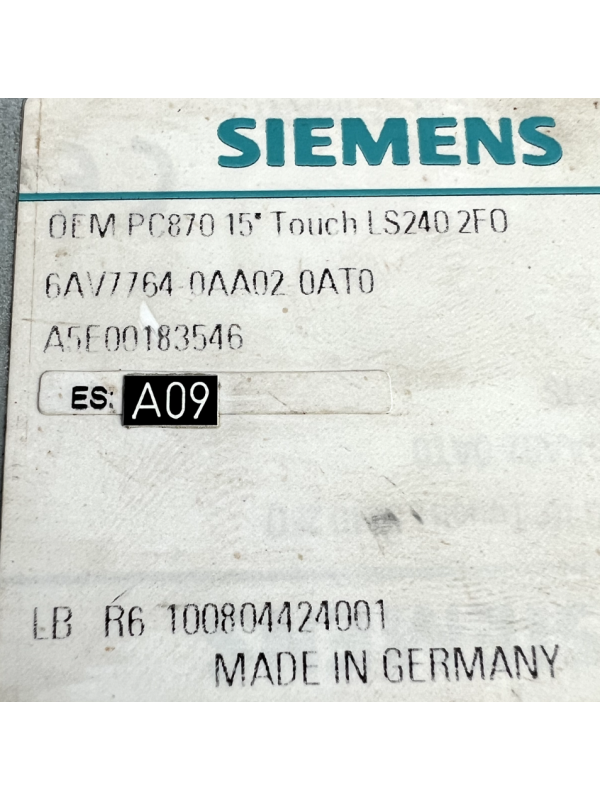 SIEMENS
OEM PC870 15" Touch LS240 2FO
6AV7764-0AA02 0AT0
A5E00183546
ES: A09
LB R6 100804424001
MADE IN GERMANY